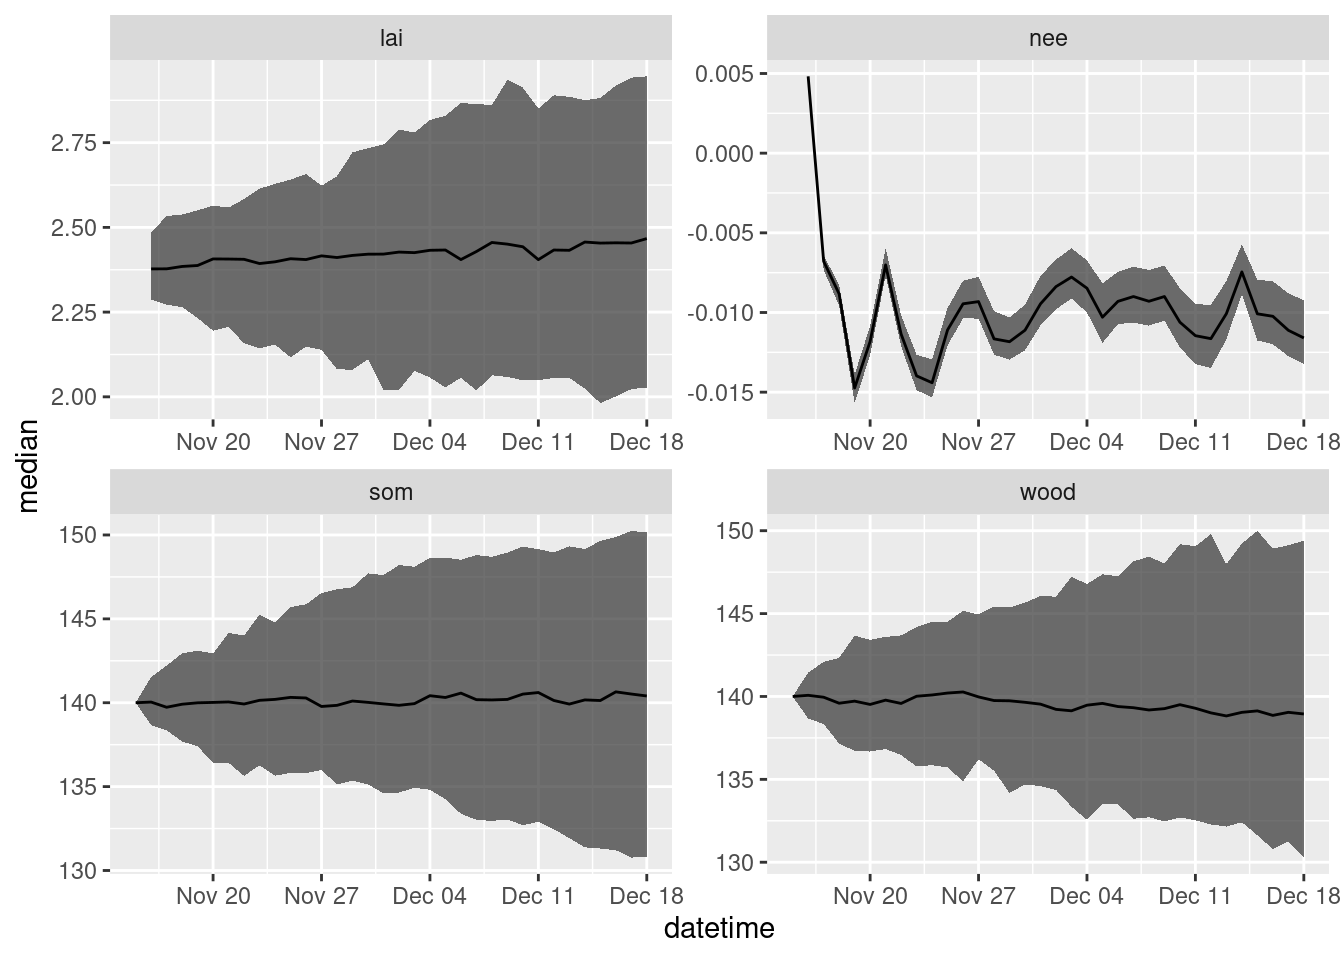 lai
nee
2.75
2.50
2.25
2.00
0.005
0.000
-0.005
-0.010
-0.015
Nov 20 Nov 27 Dec 04 Dec 11 Dec 18
Nov 20 Nov 27 Dec 04 Dec 11 Dec 18
median
som
wood
150
145
140
135
130
150
145
140
135
130
Nov 20 Nov 27 Dec 04 Dec 11 Dec 18
Nov 20 Nov 27 Dec 04 Dec 11 Dec 18
datetime